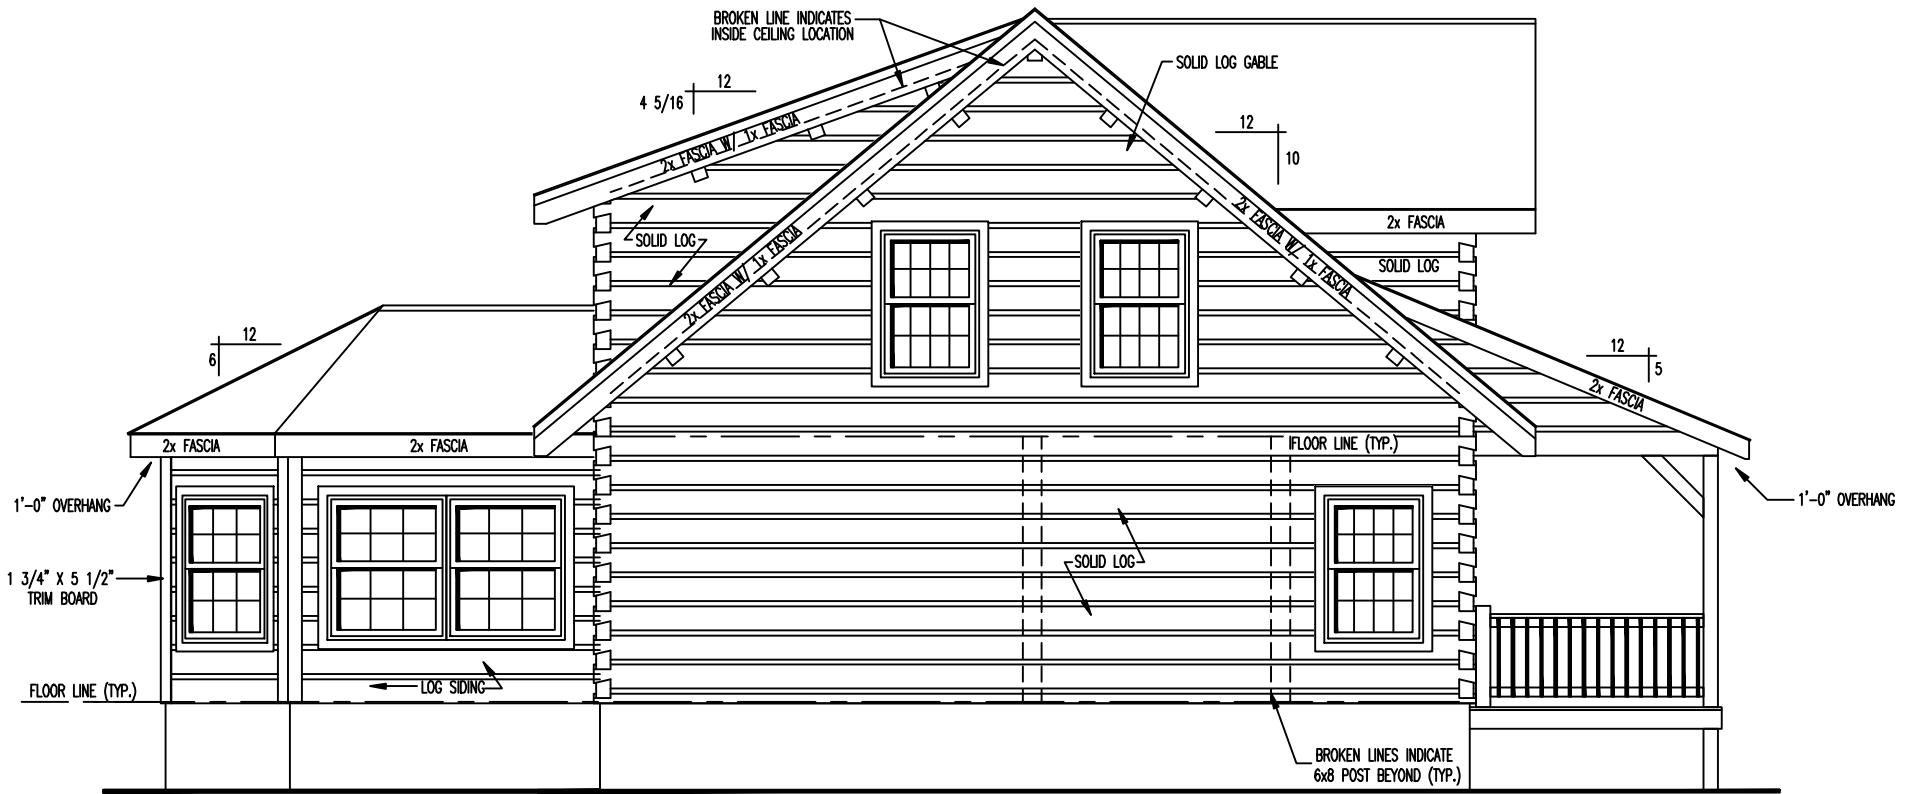 BROKEN LINE INDICATES
INSIDE CEILING LOCATION
SOLID LOG GABLE
12
4 5/16
2x FASCIA W/ 1x FASCIA
12
10
2x FASCIA
2x FASCIA W/ 1x FASCIA
2x FASCIA W/ 1x FASCIA
SOLID LOG
SOLID LOG
12
6
12
5
2x FASCIA
2x FASCIA
2x FASCIA
FLOOR LINE (TYP.)
1'-0" OVERHANG
1'-0" OVERHANG
SOLID LOG
1 3/4" X 5 1/2"
TRIM BOARD
FLOOR LINE (TYP.)
LOG SIDING
BROKEN LINES INDICATE
6x8 POST BEYOND (TYP.)